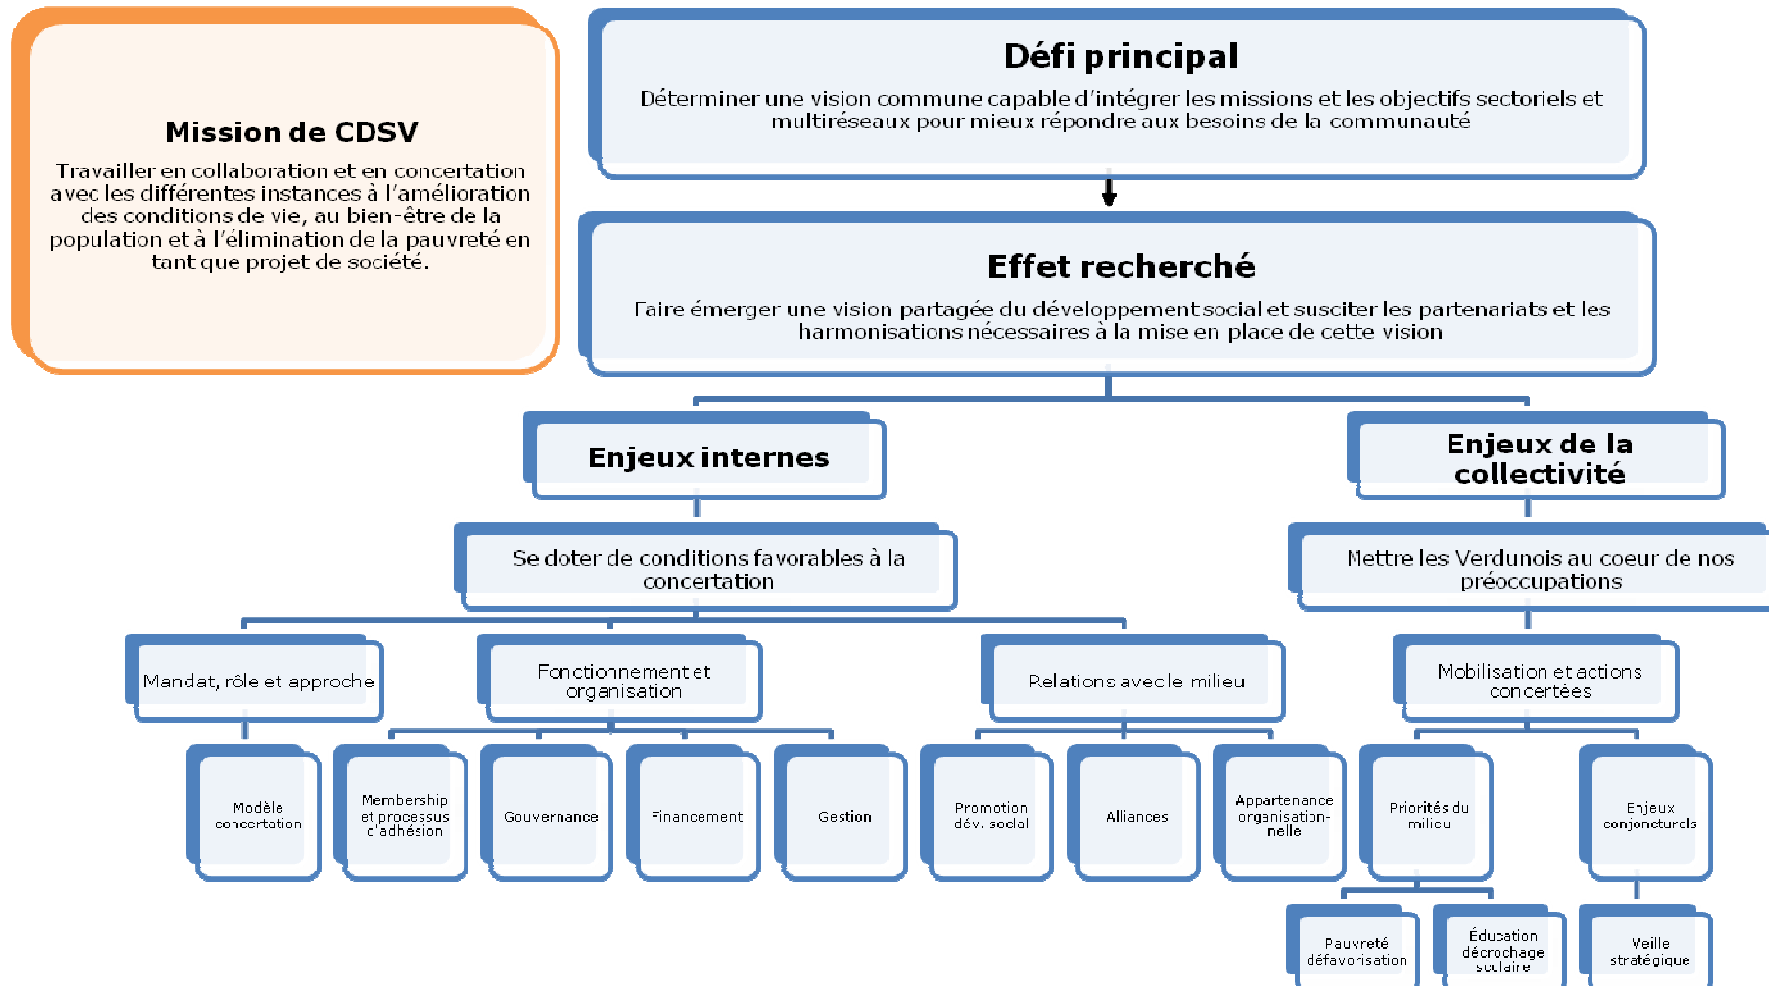 Mission de CDSV
Travailler en collaboration et en concertation
avec les différentes instances à l'amélioration
des conditions de vie, au bien-être de la
population et à l'élimination de la pauvreté en
tant que projet de société.
Défi principal
Déterminer une vision commune capable d'intégrer les missions et les objectifs sectoriels et
multiréseaux pour mieux répondre aux besoins de la communauté
Effet recherché
Faire émerger une vision partagée du développement social et susciter les partenariats et les
harmonisations nécessaires à la mise en place de cette vision
Enjeux internes
Enjeux de la
collectivité
Se doter de conditions favorables à la
concertation
Mettre les Verdunois au coeur de nos
préoccupations
Mandat, rôle et approche
Fonctionnement et
organisation
Relations avec le milieu
Mobilisation et actions
concertées
Modèle
concertation
Membership
et processus
d'adhésion
Gouvernance
Financement
Gestion
Promotion
dév. social
Alliances
Appartenance
organisation-
nelle
Priorités du
milieu
Enjeux
conjoncturels
Pauvreté
défavorisation
Éducation
décrochage
scolaire
Veille
stratégique